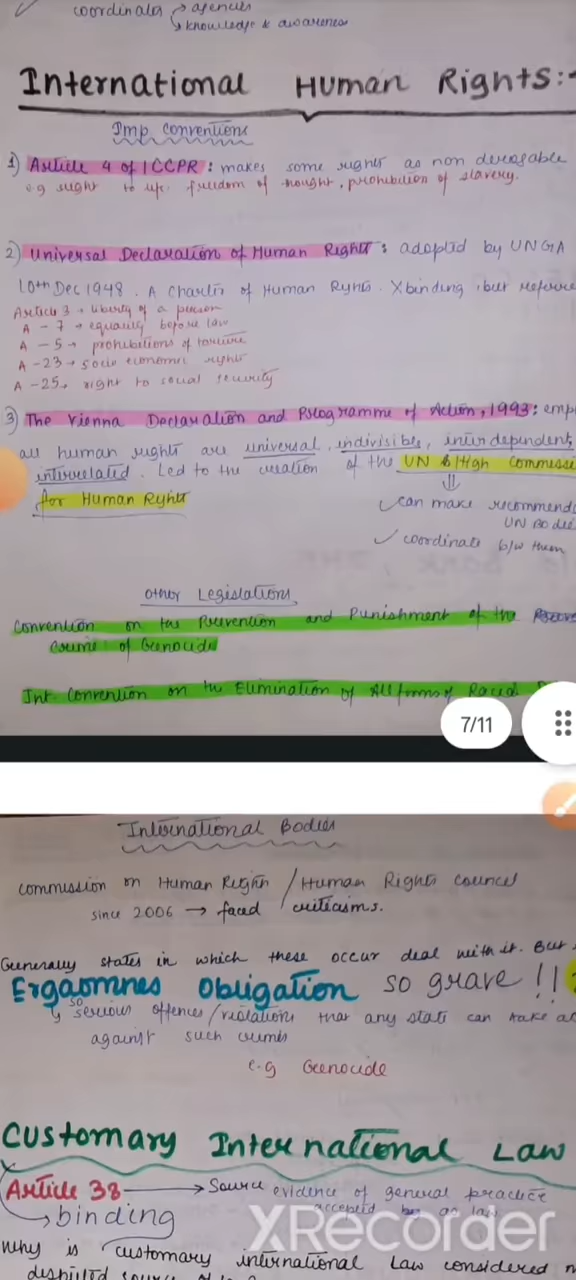 coordinates → agencies
↳ knowledge & awareness
International Human Rights:-
Imp conventions
1) Article 4 of ICCPR : makes some rights as non derogable
e.g right to life freedom of thought, prohibition of slavery.
2) Universal Declaration of Human Rights : adopted by UNGA
10th Dec 1948. A Charter of Human Rights. X binding, but referre
Article 3 → liberty of a person
A - 7 → equality before law
A - 5 → prohibitions of torture
A - 23 → socio economic rights
A - 25 → right to social security
3) The Vienna Declaration and Programme of Action, 1993: emp
all human rights are universal, indivisible, interdependent,
interrelated. Led to the creation of the UN High Commissi
for Human Rights
✓ can make recommend
UN Bodie
✓ coordinate b/w them
Other Legislations
Convention on the Prevention and Punishment of the
Crime of Genocide
Int Convention on the Elimination of All forms of Racial
7/11
International Bodies
Commission on Human Rights / Human Rights Council
since 2006 → faced criticisms.
Generally states in which these occur deal with it. But
Ergaomnes Obligation so grave !!
↳ so serious offences/violations that any state can take a
against such crimes
e.g Genocide
Customary International Law
Article 38 → Source evidence of general practice
accepted as law
→ binding
XRecorder
Why is customary international Law considered
disputed source of